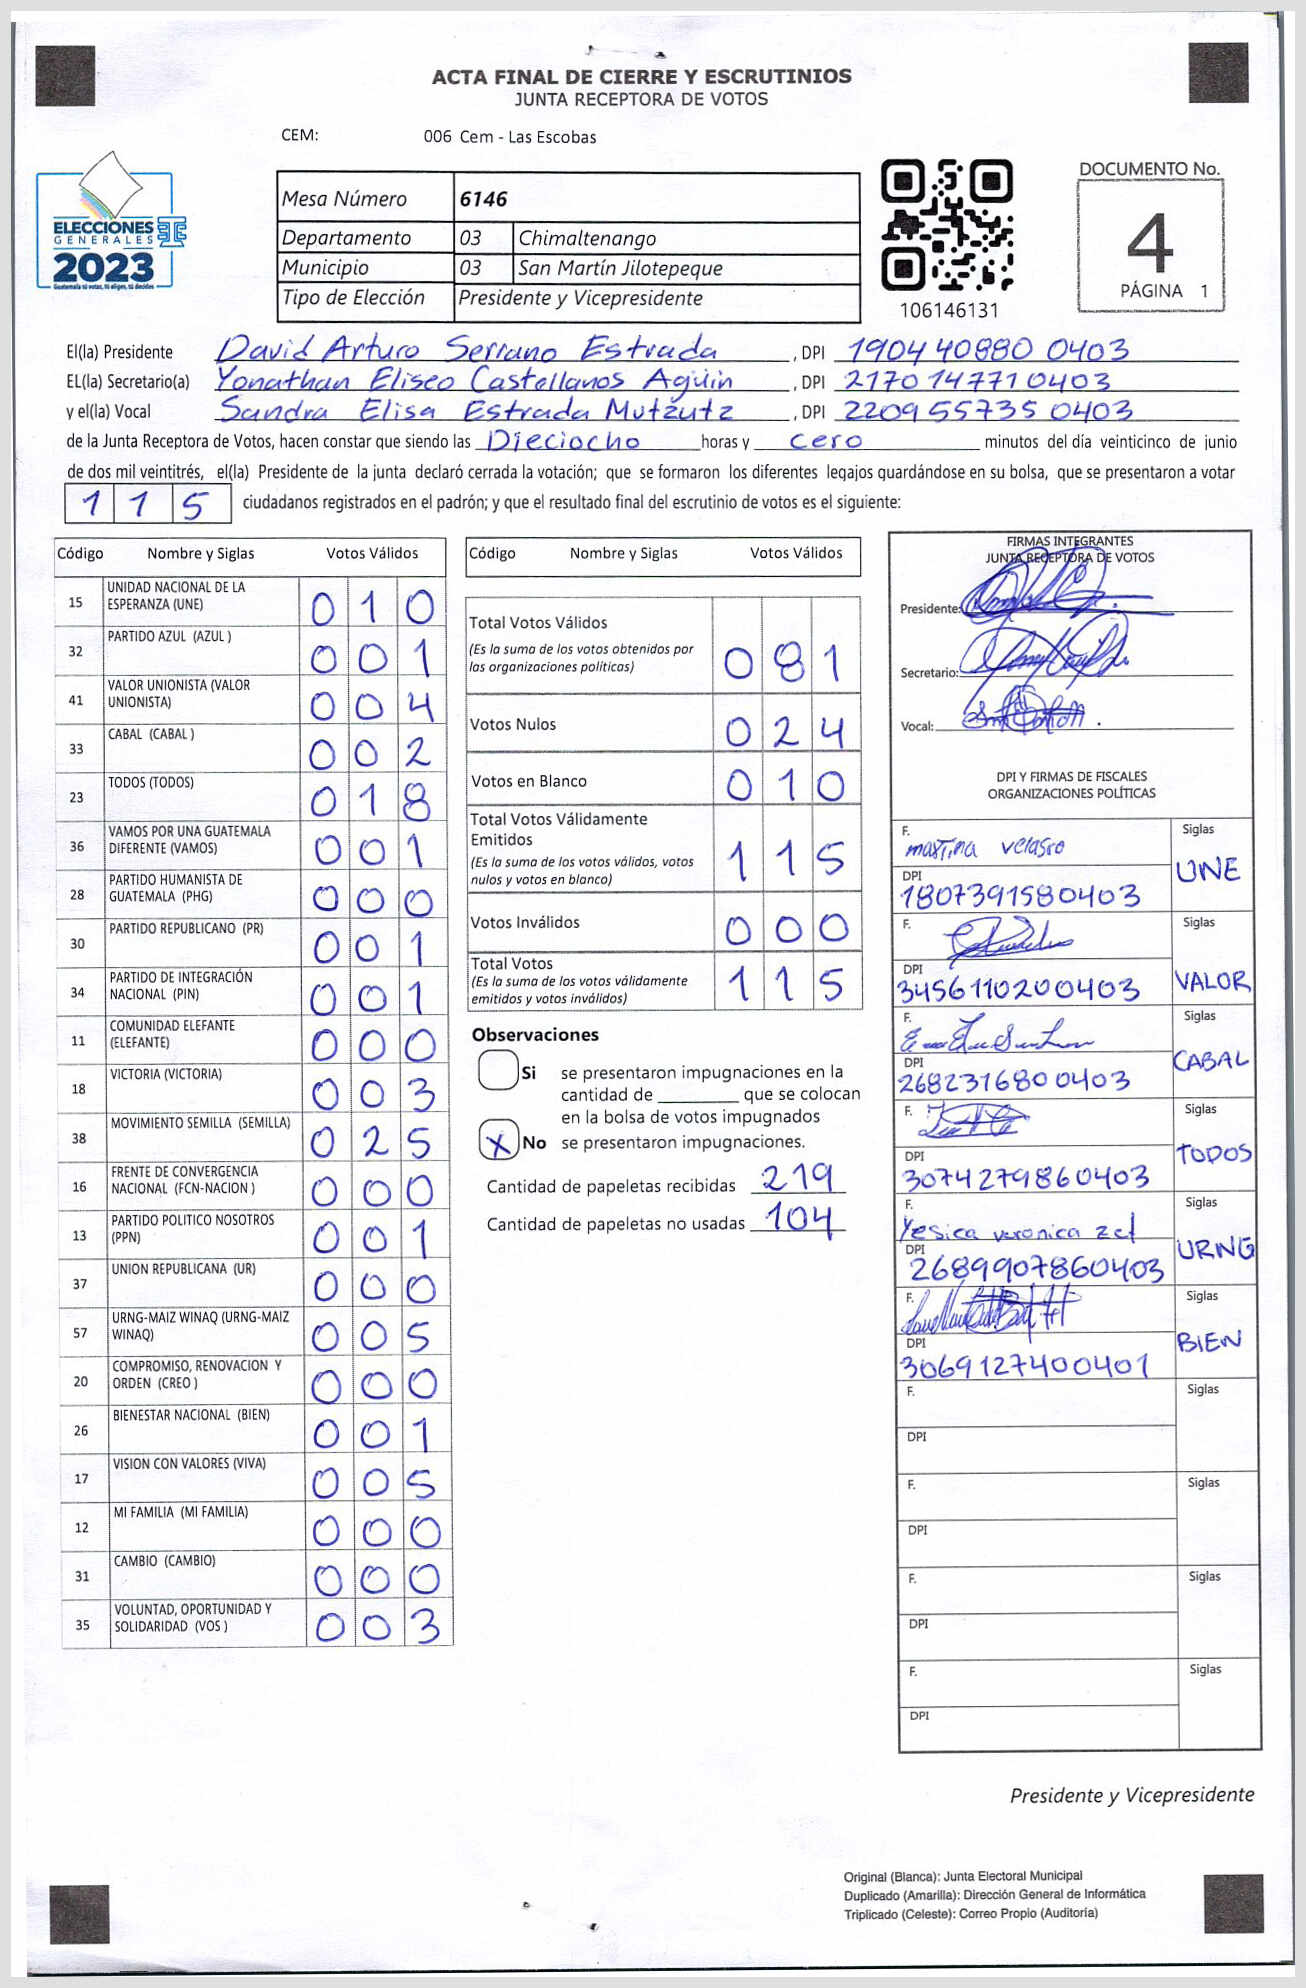 ACTA FINAL DE CIERRE Y ESCRUTINIOS
JUNTA RECEPTORA DE VOTOS
CEM: 006 Cem - Las Escobas
ELECCIONES
GENERALES
2023
Guatemala tú votas, tú eliges, tú decides
Mesa Número 6146
Departamento 03 Chimaltenango
Municipio 03 San Martín Jilotepeque
Tipo de Elección Presidente y Vicepresidente
106146131
DOCUMENTO No.
4
PÁGINA 1
El(la) Presidente David Arturo Serrano Estrada, DPI 190440880 0403
EL(la) Secretario(a) Yonathan Eliseo Castellanos Agüin, DPI 2170147710403
y el(la) Vocal Sandra Elisa Estrada Mutzutz, DPI 220955735 0403
de la Junta Receptora de Votos, hacen constar que siendo las Dieciocho horas y cero minutos del día veinticinco de junio
de dos mil veintitrés, el(la) Presidente de la junta declaró cerrada la votación; que se formaron los diferentes legajos guardándose en su bolsa, que se presentaron a votar
1 1 5 ciudadanos registrados en el padrón; y que el resultado final del escrutinio de votos es el siguiente:
Código Nombre y Siglas Votos Válidos
15 UNIDAD NACIONAL DE LA
ESPERANZA (UNE) 0 1 0
32 PARTIDO AZUL (AZUL ) 0 0 1
41 VALOR UNIONISTA (VALOR
UNIONISTA) 0 0 4
33 CABAL (CABAL ) 0 0 2
23 TODOS (TODOS) 0 1 8
36 VAMOS POR UNA GUATEMALA
DIFERENTE (VAMOS) 0 0 1
28 PARTIDO HUMANISTA DE
GUATEMALA (PHG) 0 0 0
30 PARTIDO REPUBLICANO (PR) 0 0 1
34 PARTIDO DE INTEGRACIÓN
NACIONAL (PIN) 0 0 1
11 COMUNIDAD ELEFANTE
(ELEFANTE) 0 0 0
18 VICTORIA (VICTORIA) 0 0 3
38 MOVIMIENTO SEMILLA (SEMILLA) 0 2 5
16 FRENTE DE CONVERGENCIA
NACIONAL (FCN-NACION ) 0 0 0
13 PARTIDO POLITICO NOSOTROS
(PPN) 0 0 1
37 UNION REPUBLICANA (UR) 0 0 0
57 URNG-MAIZ WINAQ (URNG-MAIZ
WINAQ) 0 0 5
20 COMPROMISO, RENOVACION Y
ORDEN (CREO ) 0 0 0
26 BIENESTAR NACIONAL (BIEN) 0 0 1
17 VISION CON VALORES (VIVA) 0 0 5
12 MI FAMILIA (MI FAMILIA) 0 0 0
31 CAMBIO (CAMBIO) 0 0 0
35 VOLUNTAD, OPORTUNIDAD Y
SOLIDARIDAD (VOS ) 0 0 3
Código Nombre y Siglas Votos Válidos
Total Votos Válidos
(Es la suma de los votos obtenidos por
las organizaciones políticas) 0 8 1
Votos Nulos 0 2 4
Votos en Blanco 0 1 0
Total Votos Válidamente
Emitidos
(Es la suma de los votos válidos, votos
nulos y votos en blanco) 1 1 5
Votos Inválidos 0 0 0
Total Votos
(Es la suma de los votos válidamente
emitidos y votos inválidos) 1 1 5
Observaciones
Si se presentaron impugnaciones en la
cantidad de ________ que se colocan
en la bolsa de votos impugnados
X No se presentaron impugnaciones.
Cantidad de papeletas recibidas 219
Cantidad de papeletas no usadas 104
FIRMAS INTEGRANTES
JUNTA RECEPTORA DE VOTOS
Presidente:
Secretario:
Vocal:
DPI Y FIRMAS DE FISCALES
ORGANIZACIONES POLÍTICAS
F. Siglas
DPI 1807391580403 UNE
F. Siglas
DPI 3456110200403 VALOR
F. Siglas
DPI 2682316800403 CABAL
F. Siglas
DPI 3074279860403 TODOS
F. Yesica veronica Siglas
DPI 2689907860403 URNG
F. Siglas
DPI 3069127400401 BIEN
F. Siglas
DPI
F. Siglas
DPI
F. Siglas
DPI
F. Siglas
DPI
Presidente y Vicepresidente
Original (Blanca): Junta Electoral Municipal
Duplicado (Amarilla): Dirección General de Informática
Triplicado (Celeste): Correo Propio (Auditoría)